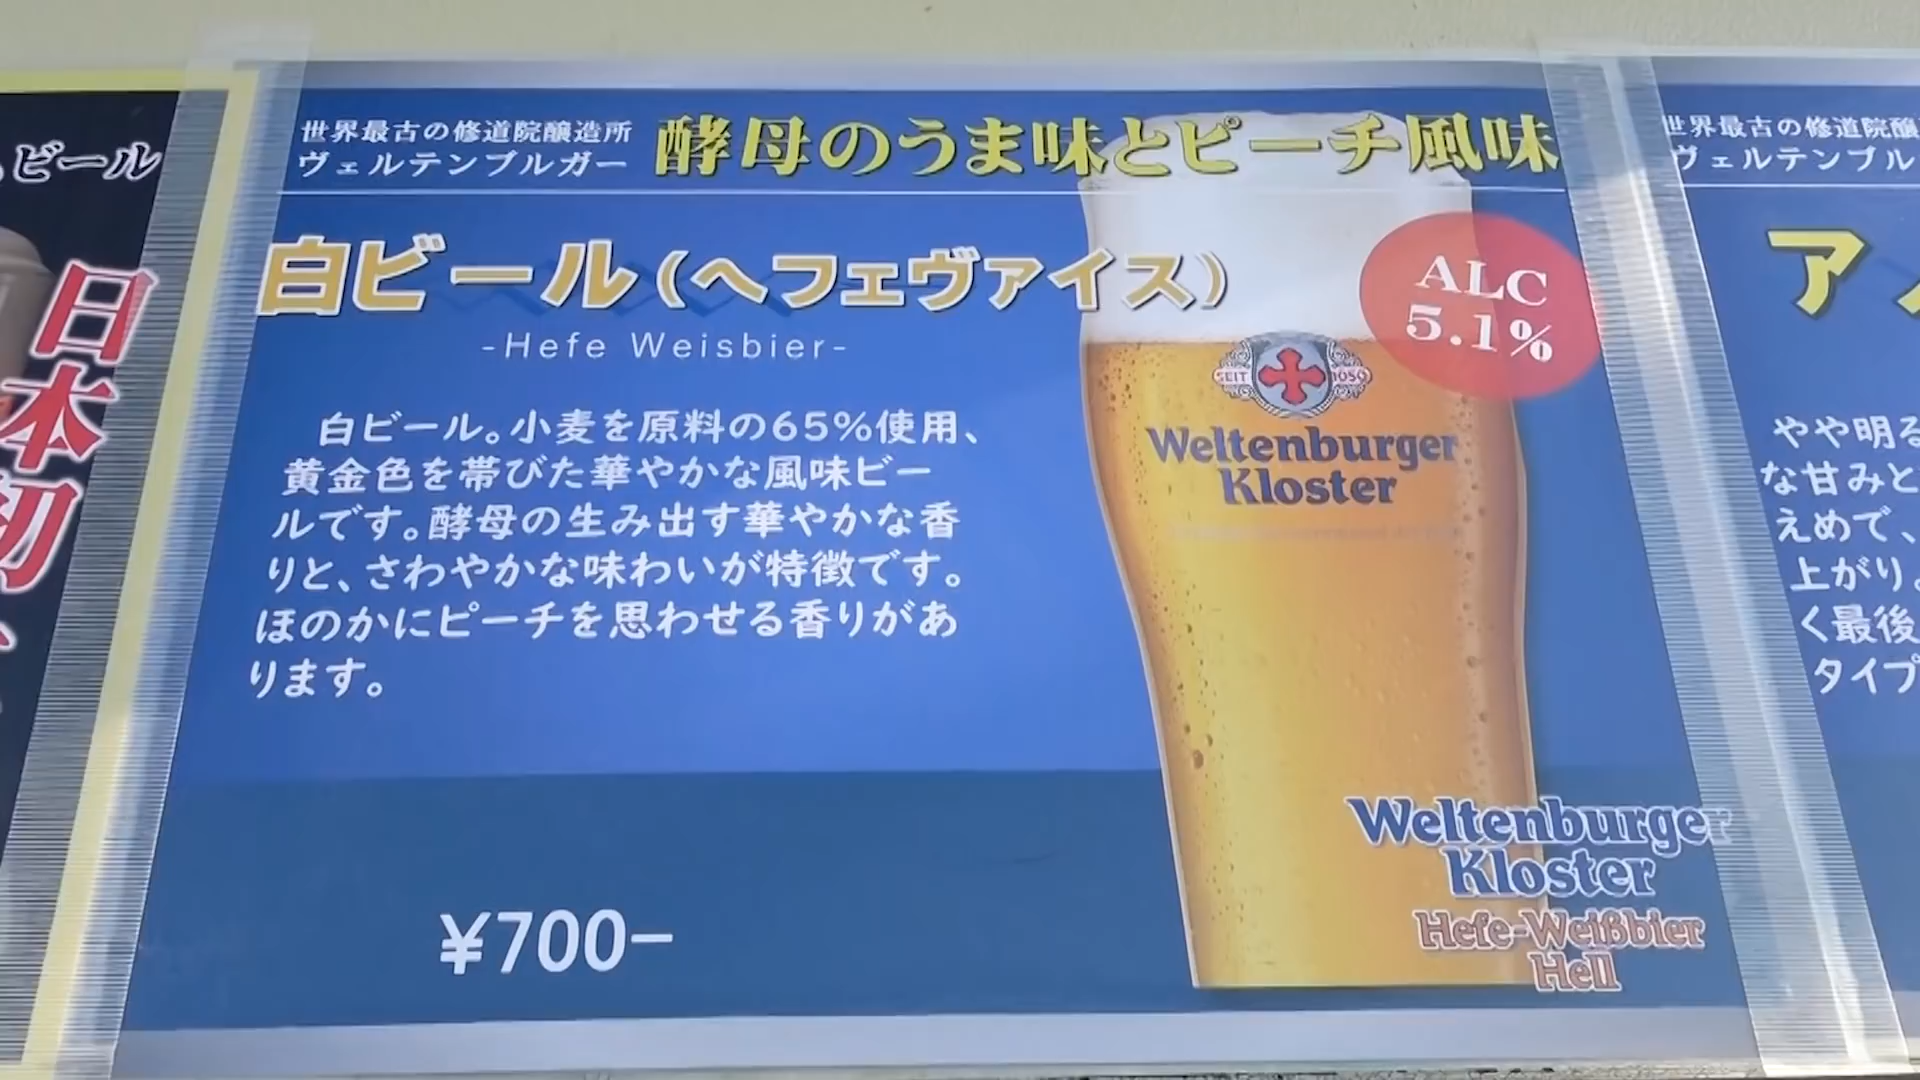 ビール
日本初
世界最古の修道院醸造所
ヴェルテンブルガー
酵母のうま味とピーチ風味
白ビール(ヘフェヴァイス)
-Hefe Weisbier-
ALC
5.1%
白ビール。小麦を原料の65%使用、
黄金色を帯びた華やかな風味ビー
ルです。酵母の生み出す華やかな香
りと、さわやかな味わいが特徴です。
ほのかにピーチを思わせる香りがあ
ります。
¥700-
SEIT 1050
Weltenburger
Kloster
Weltenburger
Kloster
Hefe-Weißbier
Hell
世界最古の修道院醸
ヴェルテンブル
ア
やや明る
な甘みと
えめで、
上がり。
く最後
タイプ